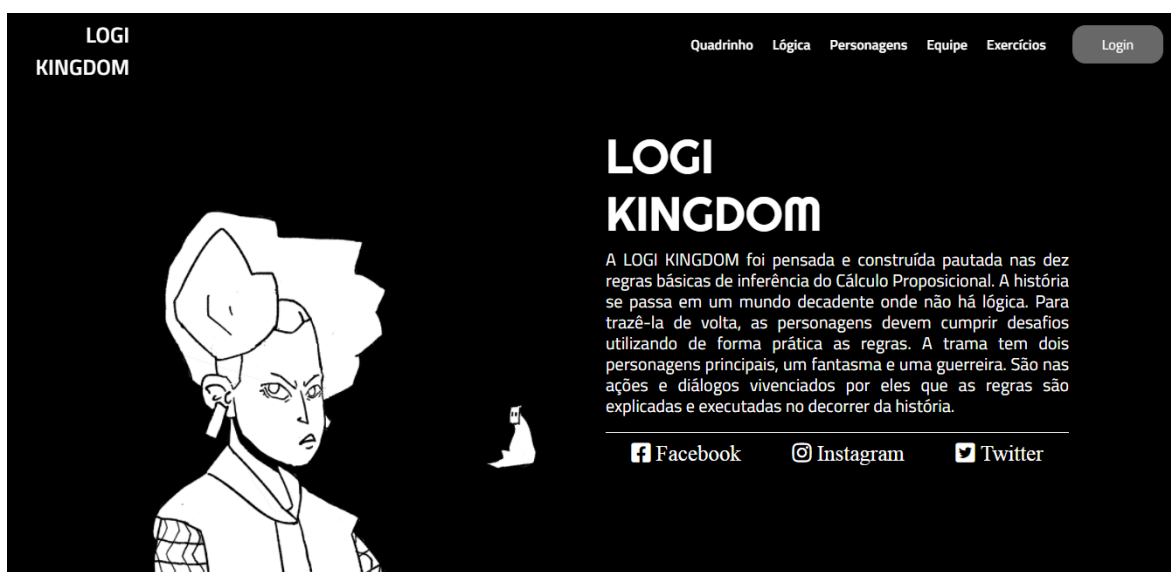 LOGI
KINGDOM
Quadrinho Lógica Personagens Equipe Exercícios Login
LOGI
KINGDOM
A LOGI KINGDOM foi pensada e construída pautada nas dez
regras básicas de inferência do Cálculo Proposicional. A história
se passa em um mundo decadente onde não há lógica. Para
trazê-la de volta, as personagens devem cumprir desafios
utilizando de forma prática as regras. A trama tem dois
personagens principais, um fantasma e uma guerreira. São nas
ações e diálogos vivenciados por eles que as regras são
explicadas e executadas no decorrer da história.
Facebook Instagram Twitter